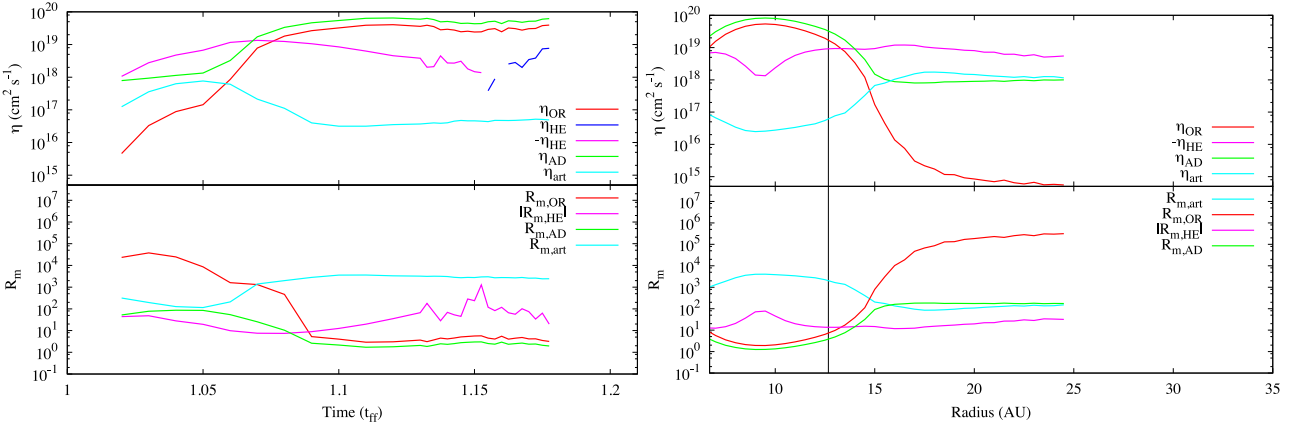 10^20
10^19
10^18
10^17
10^16
10^15
η (cm^2 s^-1)
η_OR
η_HE
-η_HE
η_AD
η_art
10^7
10^6
10^5
10^4
10^3
10^2
10^1
10^0
10^-1
R_m
R_m,OR
|R_m,HE|
R_m,AD
R_m,art
1
1.05
1.1
1.15
1.2
Time (t_ff)
10^20
10^19
10^18
10^17
10^16
10^15
η (cm^2 s^-1)
η_OR
-η_HE
η_AD
η_art
10^7
10^6
10^5
10^4
10^3
10^2
10^1
10^0
10^-1
R_m
R_m,art
R_m,OR
|R_m,HE|
R_m,AD
10
15
20
25
30
35
Radius (AU)